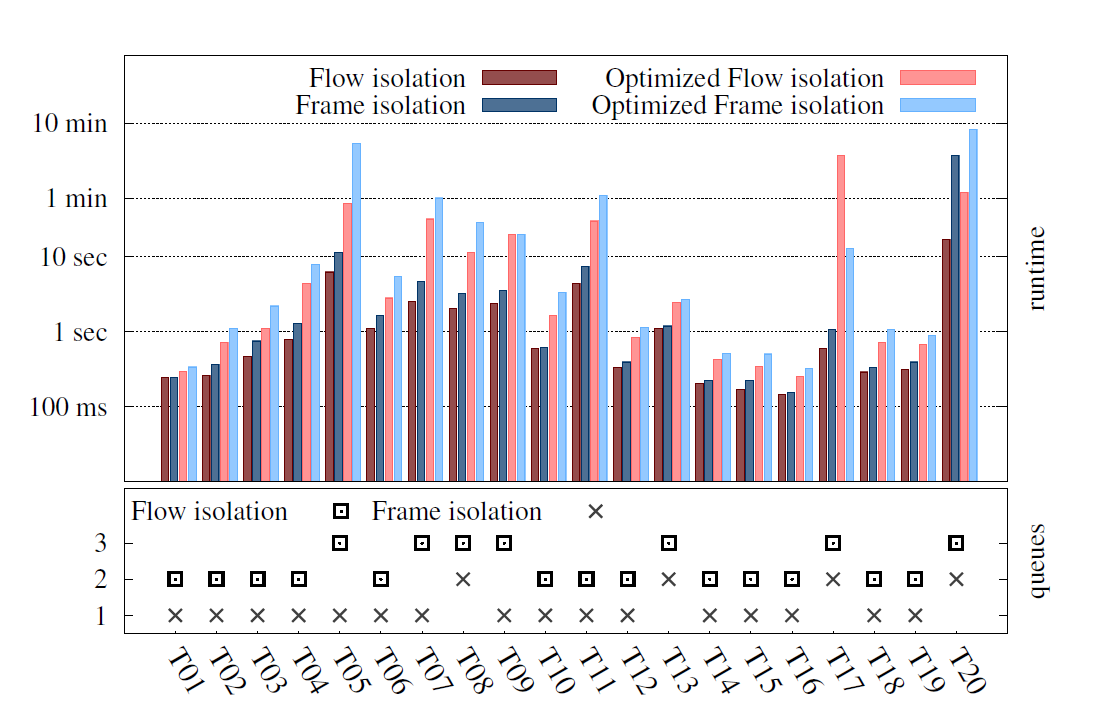 Flow isolation Optimized Flow isolation
Frame isolation Optimized Frame isolation
10 min
1 min
10 sec
1 sec
100 ms
runtime
Flow isolation Frame isolation
3
2
1
queues
T01 T02 T03 T04 T05 T06 T07 T08 T09 T10 T11 T12 T13 T14 T15 T16 T17 T18 T19 T20